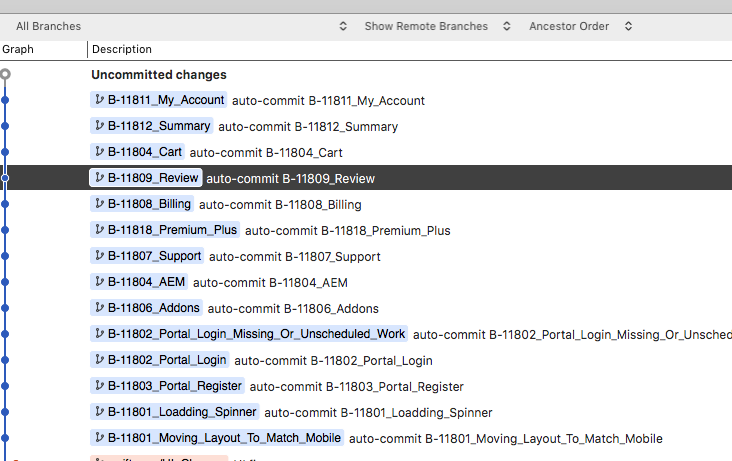 All Branches Show Remote Branches Ancestor Order
Graph Description
Uncommitted changes
B-11811_My_Account auto-commit B-11811_My_Account
B-11812_Summary auto-commit B-11812_Summary
B-11804_Cart auto-commit B-11804_Cart
B-11809_Review auto-commit B-11809_Review
B-11808_Billing auto-commit B-11808_Billing
B-11818_Premium_Plus auto-commit B-11818_Premium_Plus
B-11807_Support auto-commit B-11807_Support
B-11804_AEM auto-commit B-11804_AEM
B-11806_Addons auto-commit B-11806_Addons
B-11802_Portal_Login_Missing_Or_Unscheduled_Work auto-commit B-11802_Portal_Login_Missing_Or_Unsched
B-11802_Portal_Login auto-commit B-11802_Portal_Login
B-11803_Portal_Register auto-commit B-11803_Portal_Register
B-11801_Loadding_Spinner auto-commit B-11801_Loadding_Spinner
B-11801_Moving_Layout_To_Match_Mobile auto-commit B-11801_Moving_Layout_To_Match_Mobile